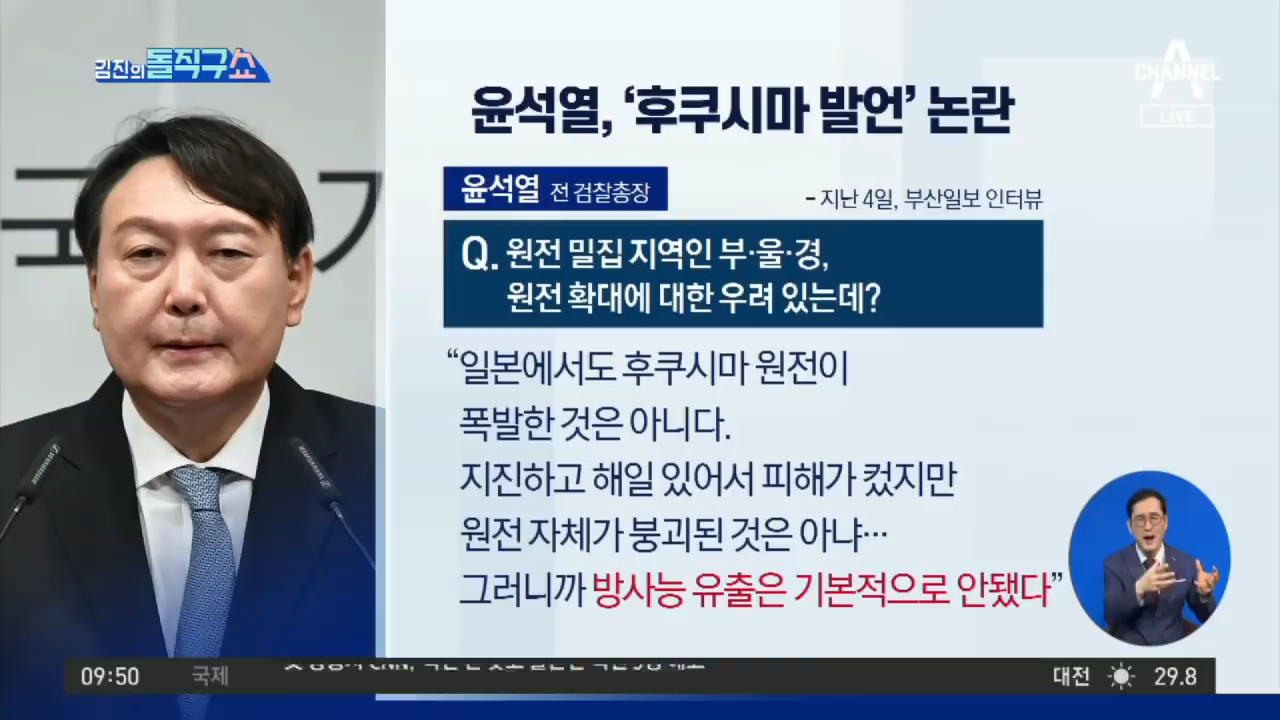 김진의 돌직구쇼
CHANNEL A
LIVE
윤석열, ‘후쿠시마 발언’ 논란
윤석열 전 검찰총장
- 지난 4일, 부산일보 인터뷰
Q. 원전 밀집 지역인 부·울·경,
원전 확대에 대한 우려 있는데?
“일본에서도 후쿠시마 원전이
폭발한 것은 아니다.
지진하고 해일 있어서 피해가 컸지만
원전 자체가 붕괴된 것은 아냐…
그러니까 방사능 유출은 기본적으로 안됐다”
09:50 국제
대전 29.8